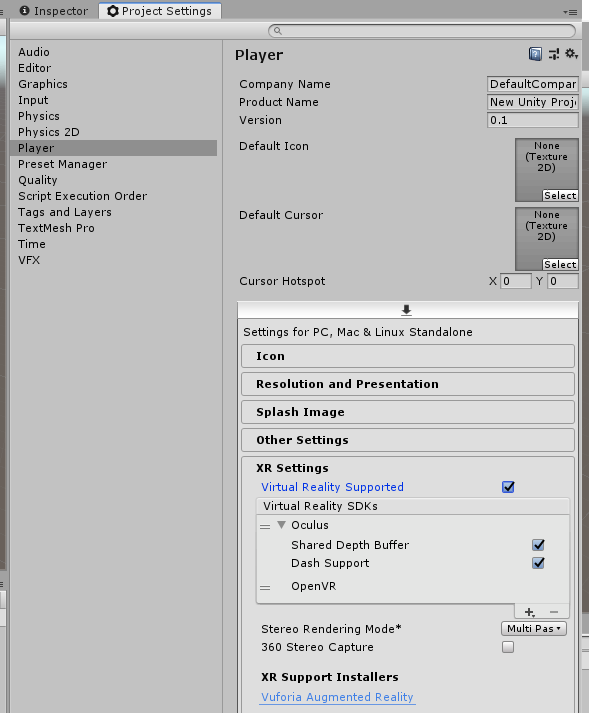 Inspector
Project Settings
Audio
Editor
Graphics
Input
Physics
Physics 2D
Player
Preset Manager
Quality
Script Execution Order
Tags and Layers
TextMesh Pro
Time
VFX
Player
Company Name
DefaultCompar
Product Name
New Unity Proj
Version
0.1
Default Icon
None
(Texture
2D)
Select
Default Cursor
None
(Texture
2D)
Select
Cursor Hotspot
X 0 Y 0
Settings for PC, Mac & Linux Standalone
Icon
Resolution and Presentation
Splash Image
Other Settings
XR Settings
Virtual Reality Supported
Virtual Reality SDKs
Oculus
Shared Depth Buffer
Dash Support
OpenVR
Stereo Rendering Mode*
Multi Pas
360 Stereo Capture
XR Support Installers
Vuforia Augmented Reality